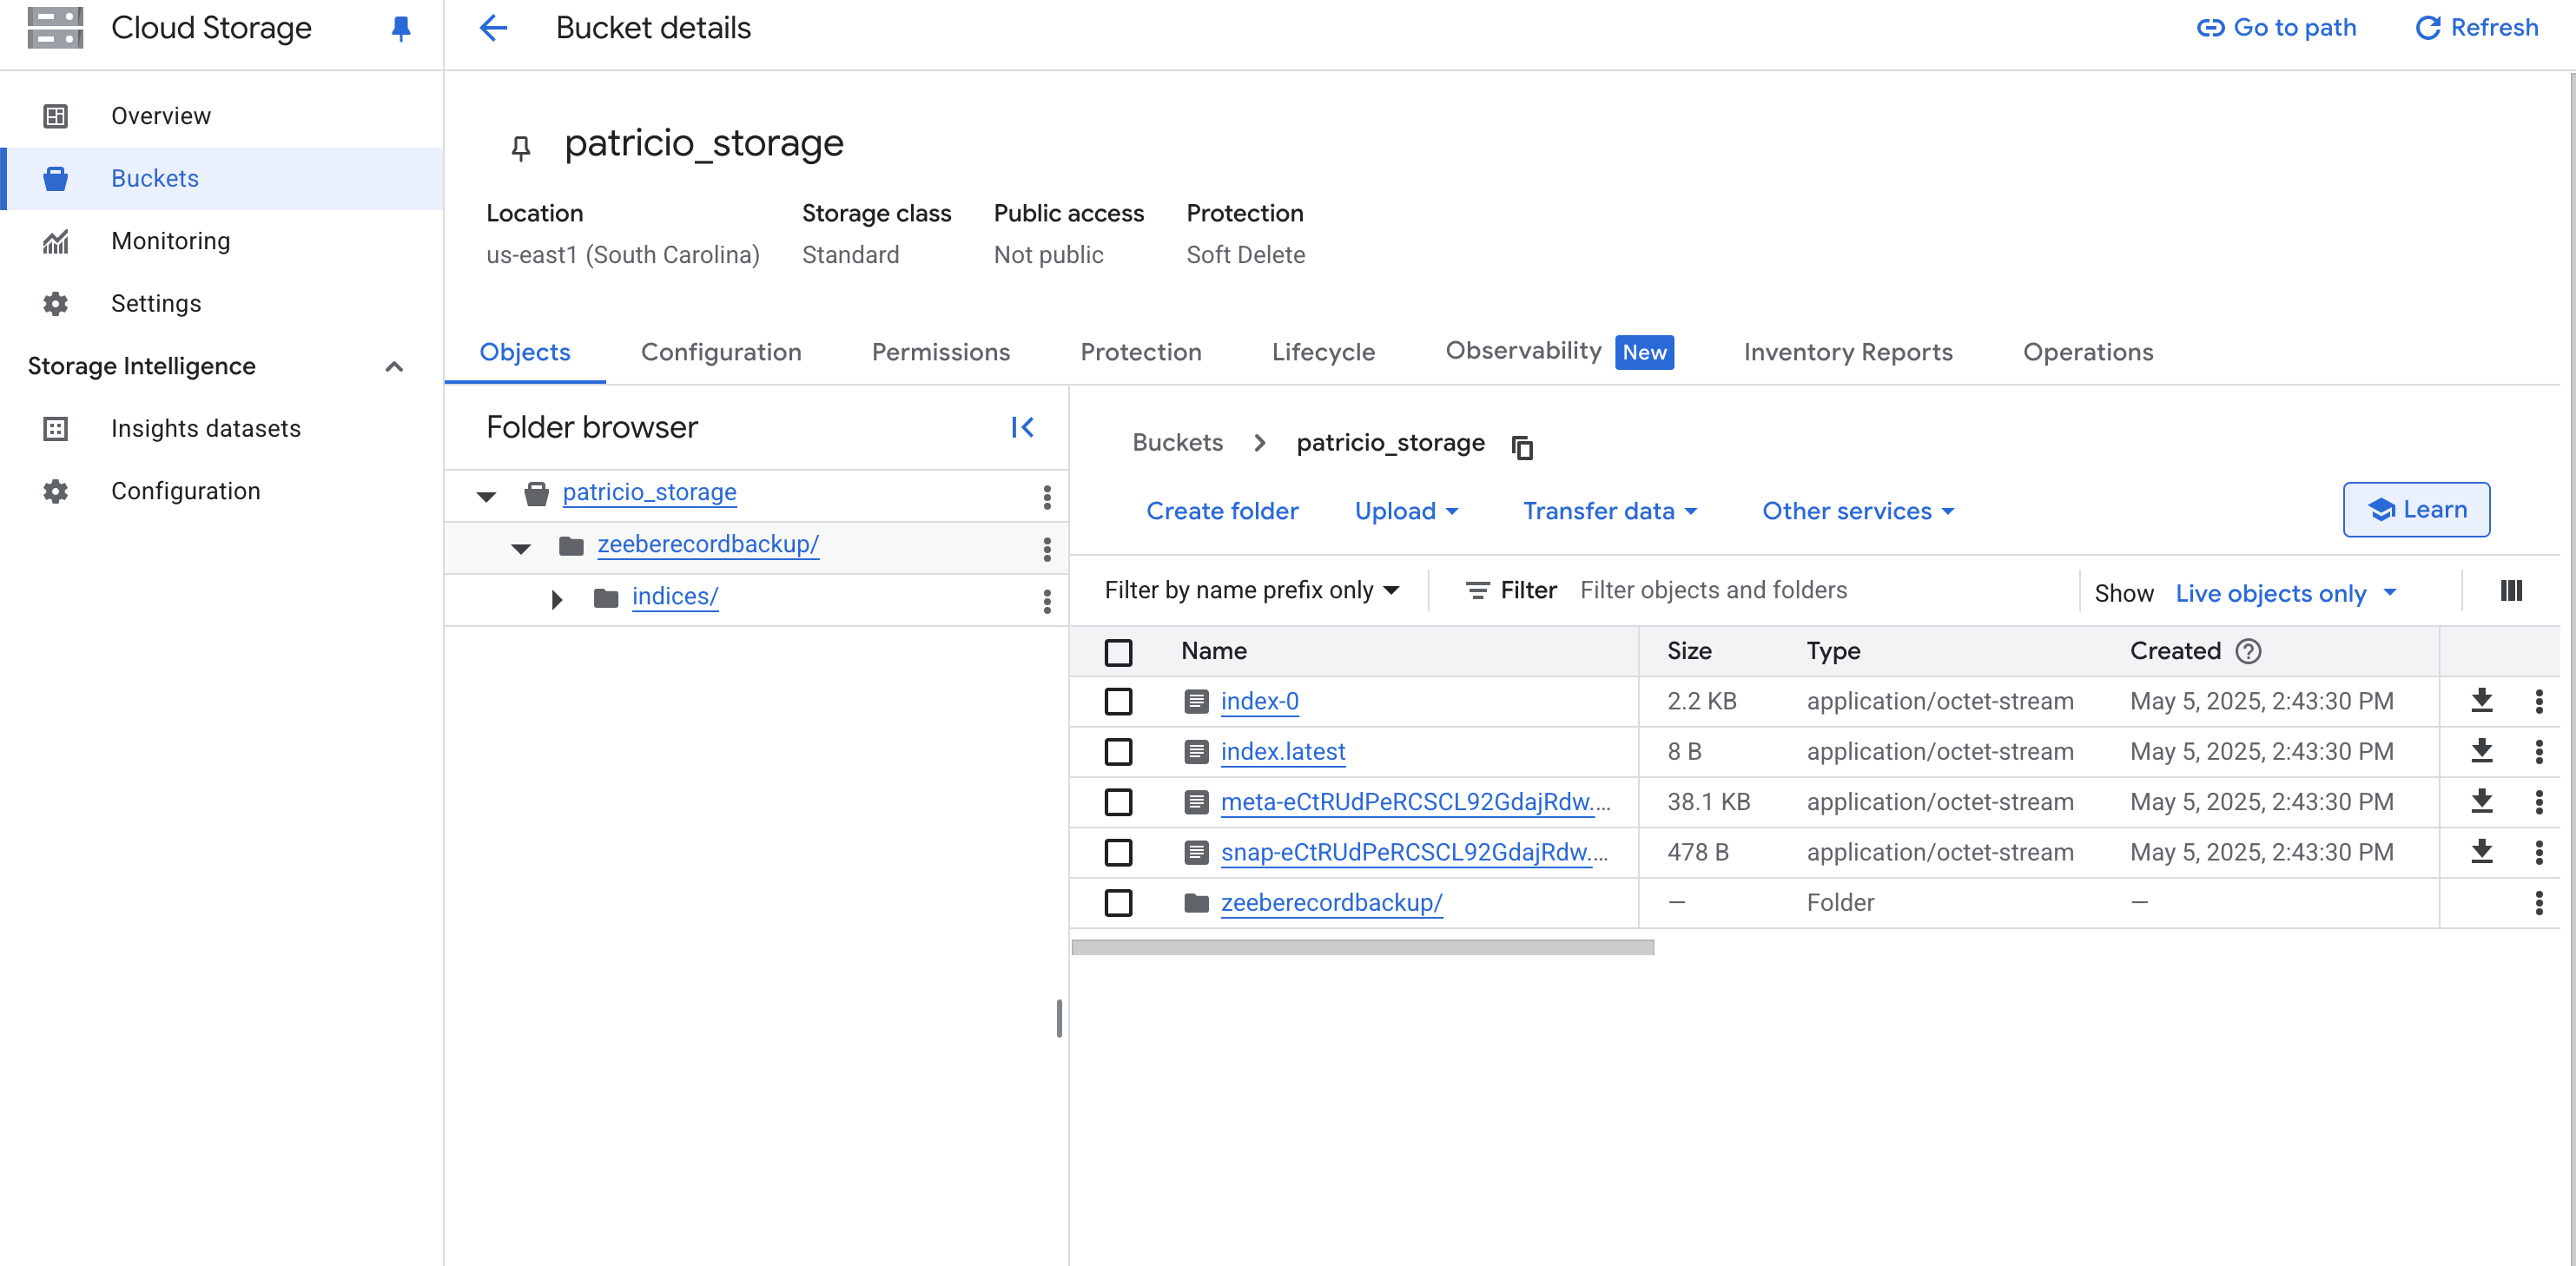 Cloud Storage
Bucket details
Go to path
Refresh
Overview
Buckets
Monitoring
Settings
Storage Intelligence
Insights datasets
Configuration
patricio_storage
Location Storage class Public access Protection
us-east1 (South Carolina) Standard Not public Soft Delete
Objects Configuration Permissions Protection Lifecycle Observability New Inventory Reports Operations
Folder browser
patricio_storage
zeeberecordbackup/
indices/
Buckets patricio_storage
Create folder Upload Transfer data Other services Learn
Filter by name prefix only Filter Filter objects and folders Show Live objects only
Name Size Type Created
index-0 2.2 KB application/octet-stream May 5, 2025, 2:43:30 PM
index.latest 8 B application/octet-stream May 5, 2025, 2:43:30 PM
meta-eCtRUdPeRCSCL92GdajRdw.... 38.1 KB application/octet-stream May 5, 2025, 2:43:30 PM
snap-eCtRUdPeRCSCL92GdajRdw.... 478 B application/octet-stream May 5, 2025, 2:43:30 PM
zeeberecordbackup/ — Folder —